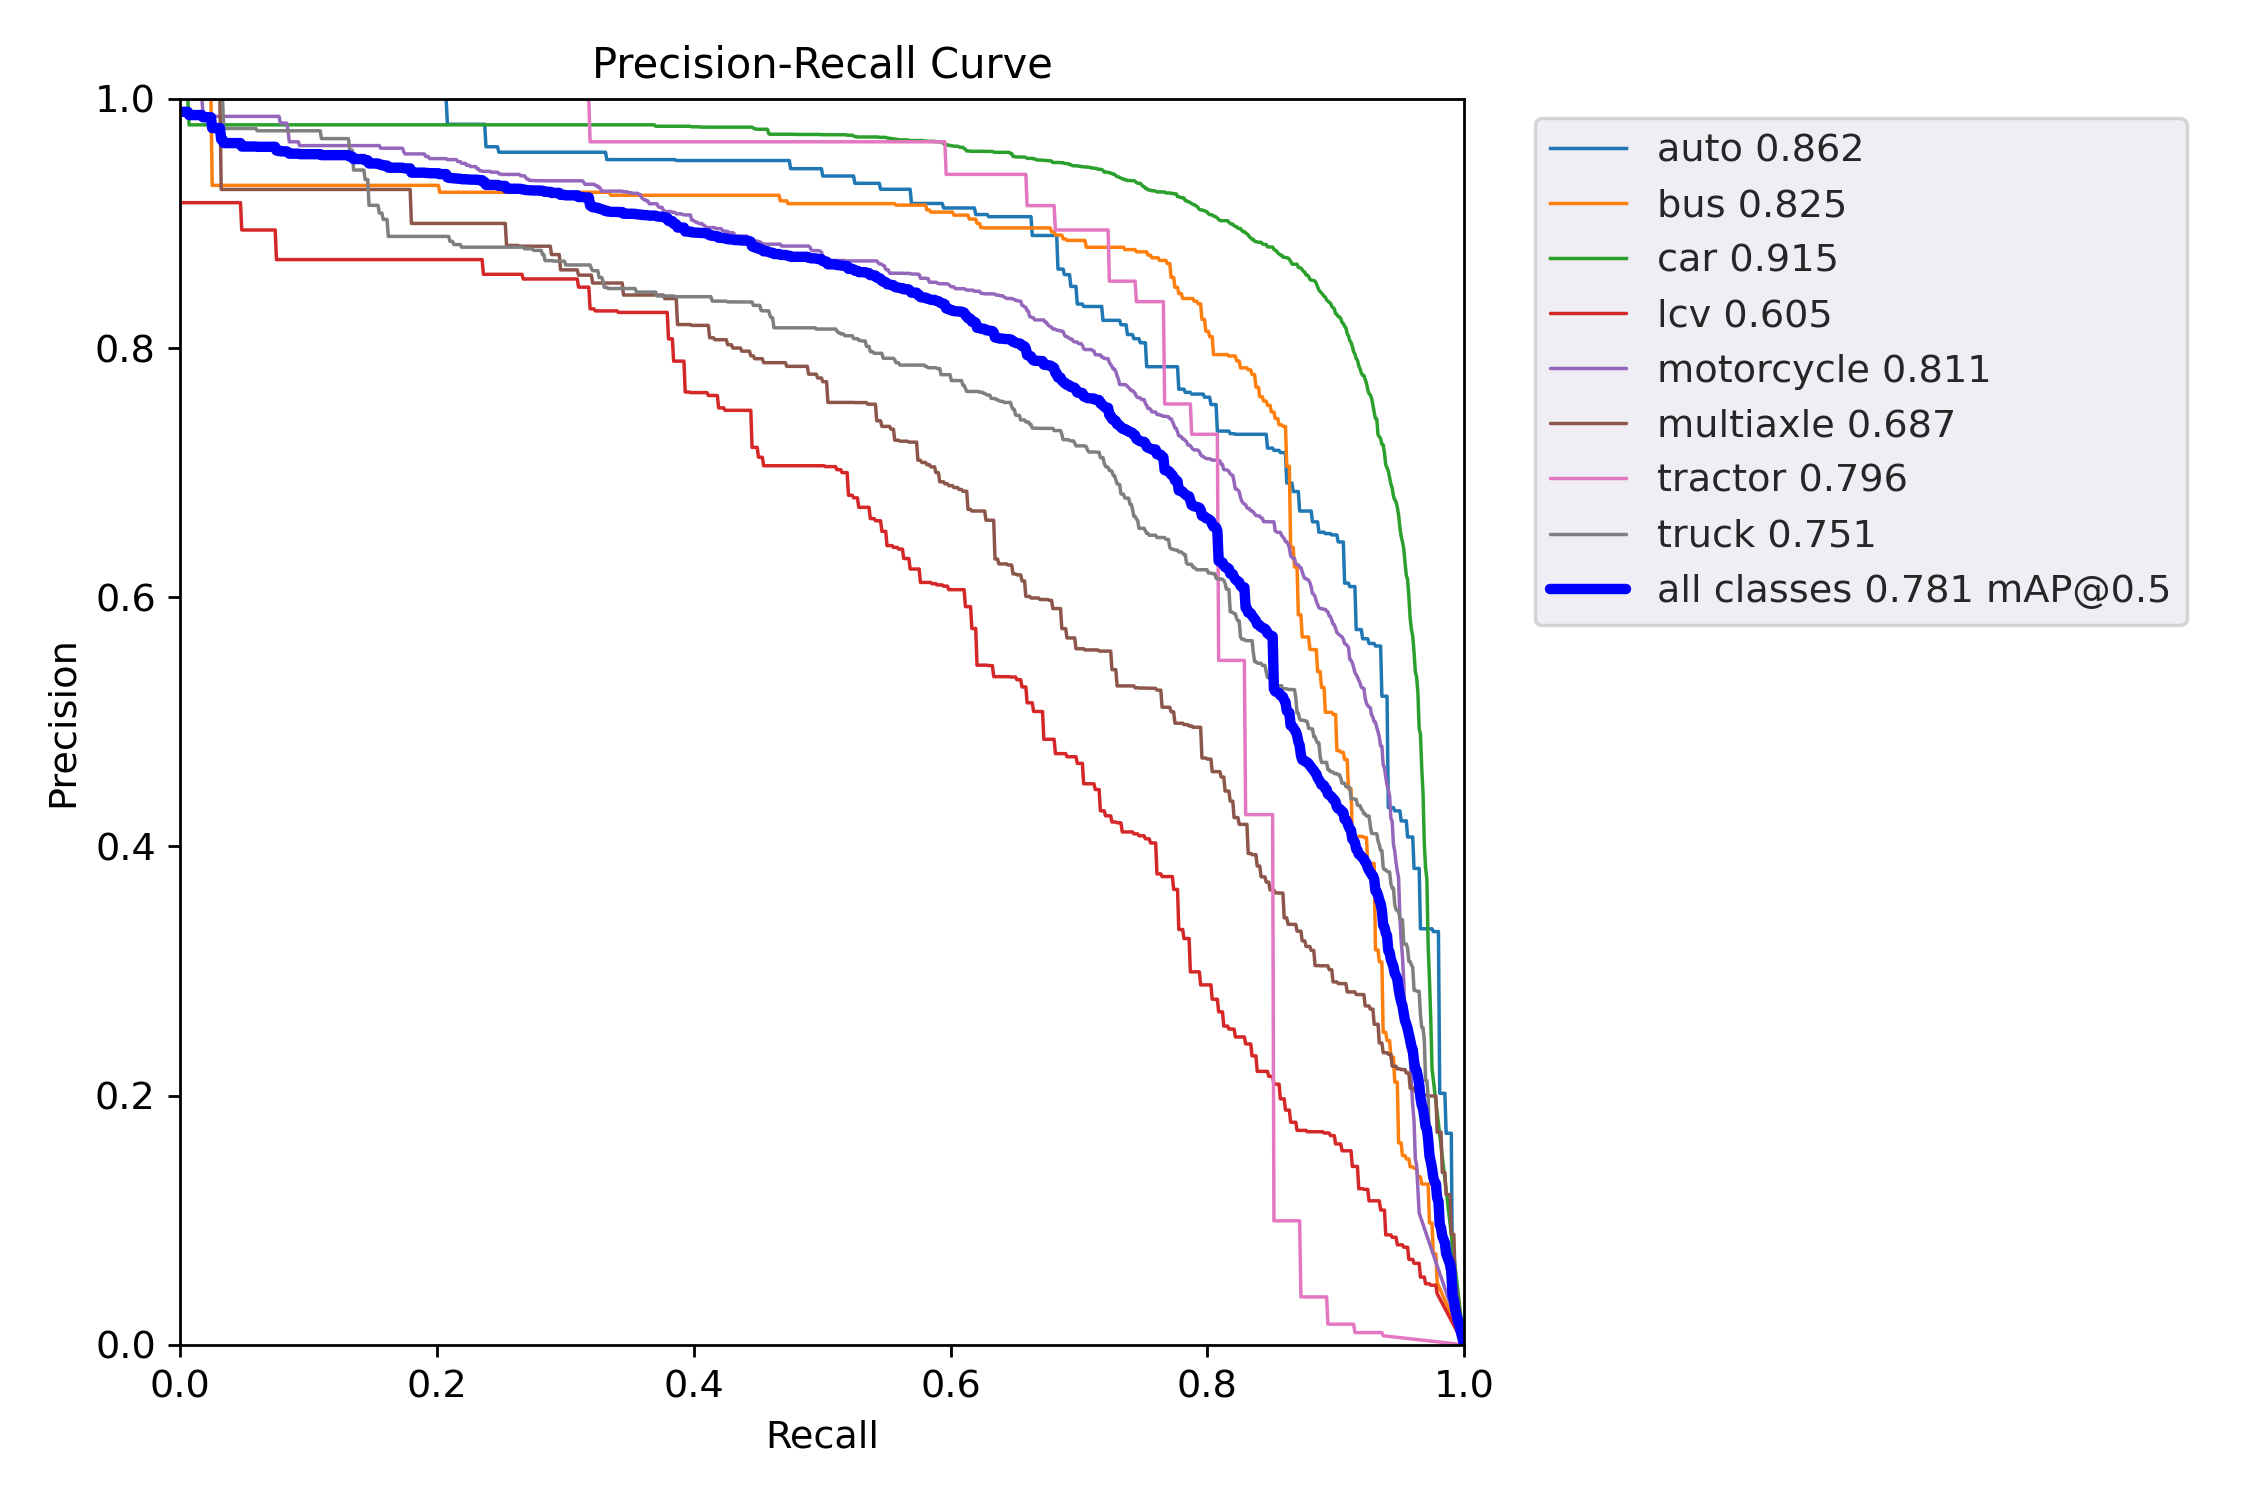 Precision-Recall Curve
1.0
0.8
0.6
0.4
0.2
0.0
Precision
0.0 0.2 0.4 0.6 0.8 1.0
Recall
auto 0.862
bus 0.825
car 0.915
lcv 0.605
motorcycle 0.811
multiaxle 0.687
tractor 0.796
truck 0.751
all classes 0.781 mAP@0.5